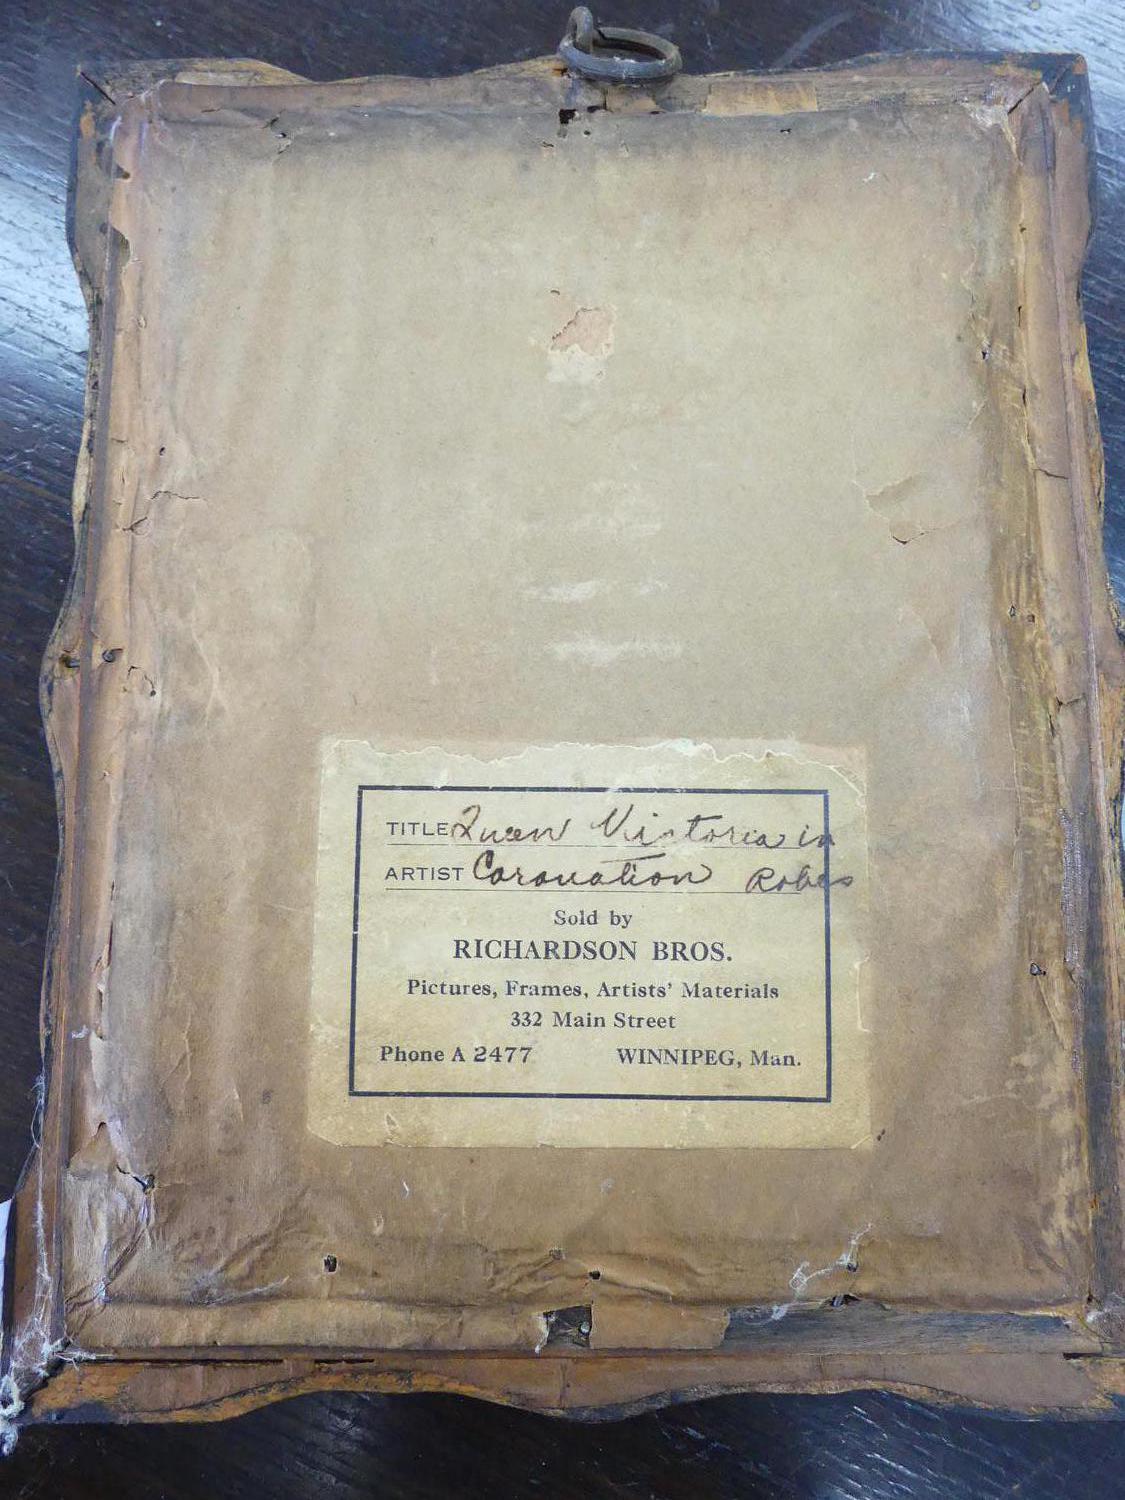 TITLE Queen Victoria in
ARTIST Coronation Robes
Sold by
RICHARDSON BROS.
Pictures, Frames, Artists' Materials
332 Main Street
Phone A 2477 WINNIPEG, Man.